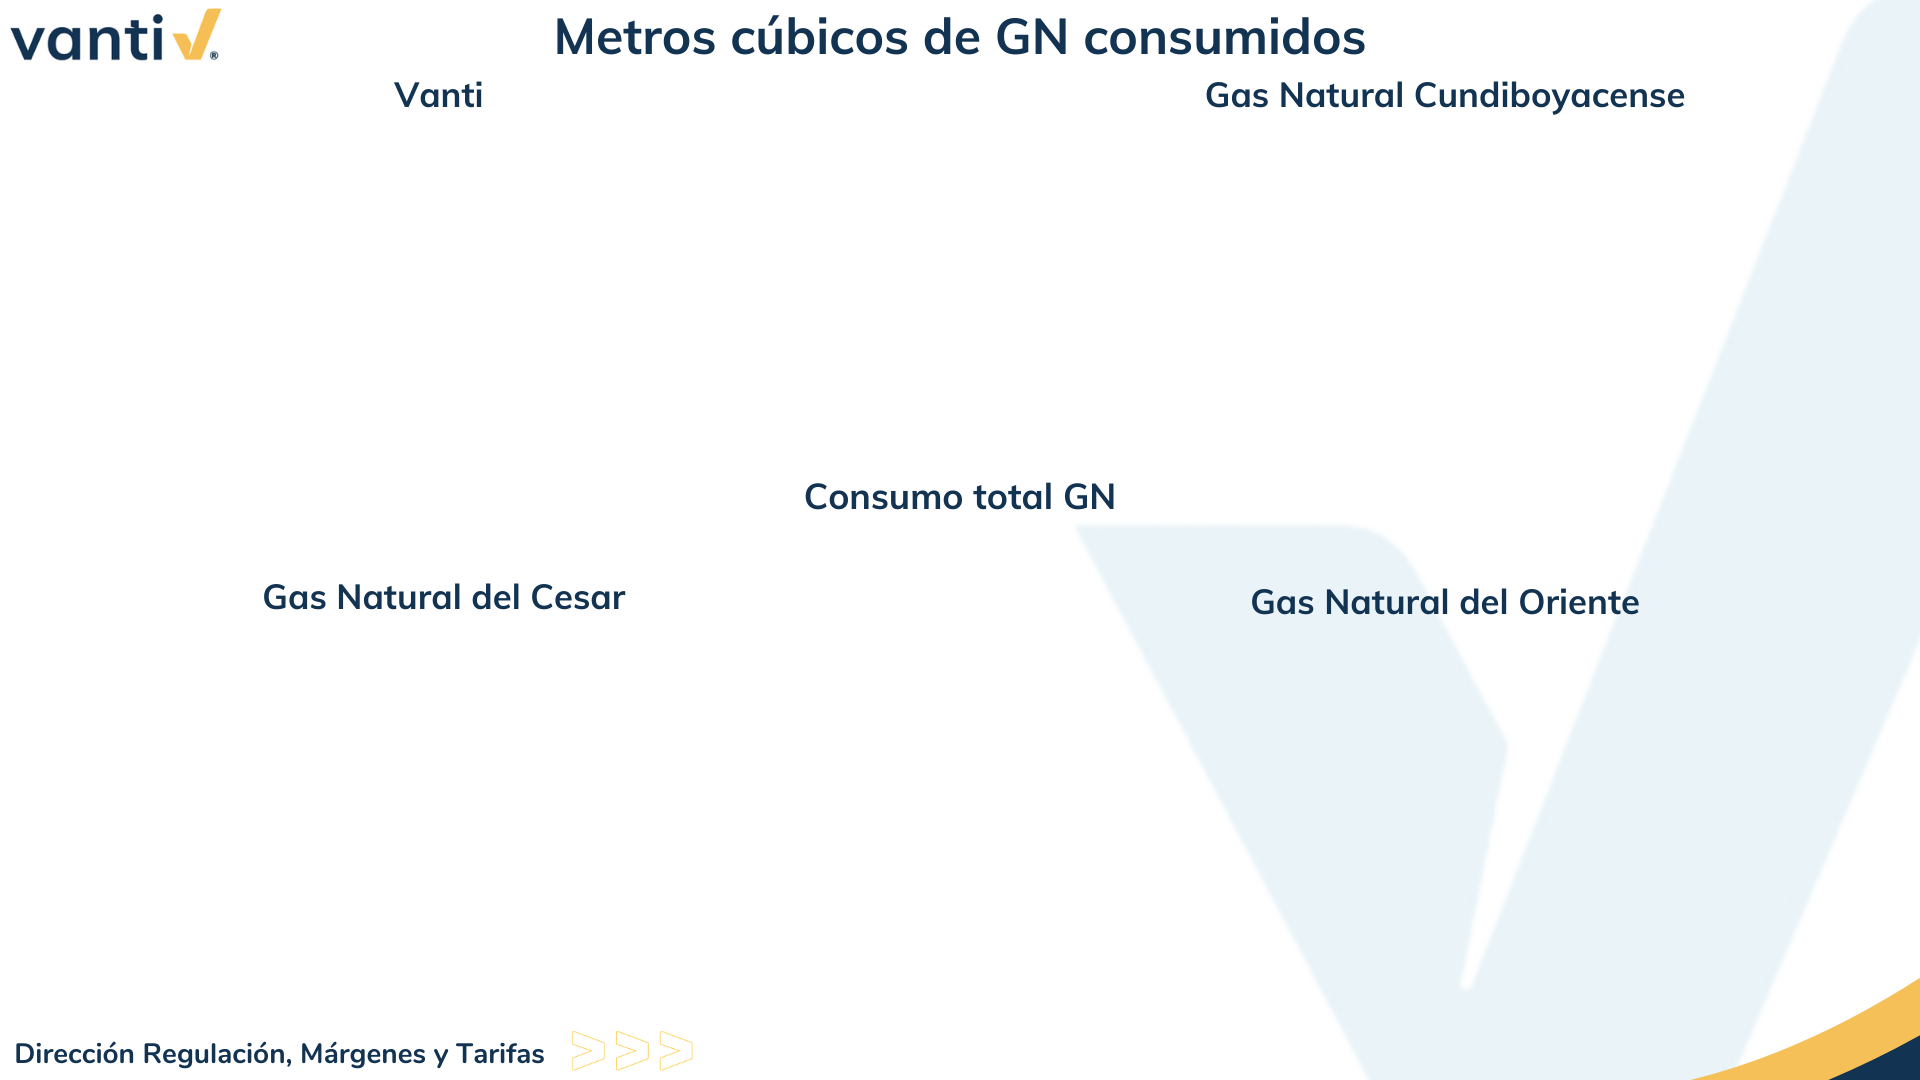 vanti
Metros cúbicos de GN consumidos
Vanti
Gas Natural Cundiboyacense
Consumo total GN
Gas Natural del Cesar
Gas Natural del Oriente
Dirección Regulación, Márgenes y Tarifas